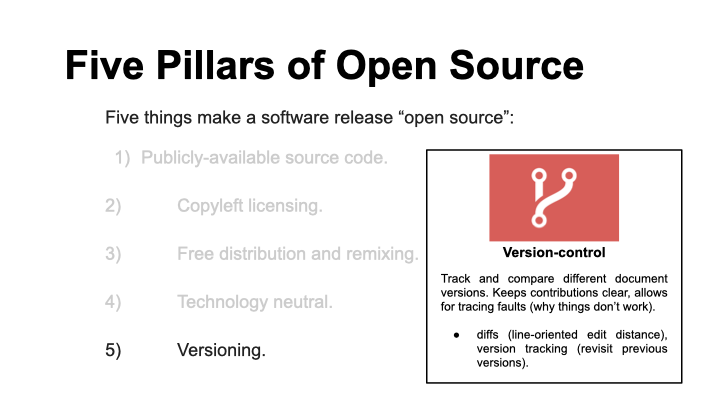 Five Pillars of Open Source
Five things make a software release “open source”:
1) Publicly-available source code.
2) Copyleft licensing.
3) Free distribution and remixing.
4) Technology neutral.
5) Versioning.
Version-control
Track and compare different document
versions. Keeps contributions clear, allows
for tracing faults (why things don’t work).
● diffs (line-oriented edit distance),
version tracking (revisit previous
versions).